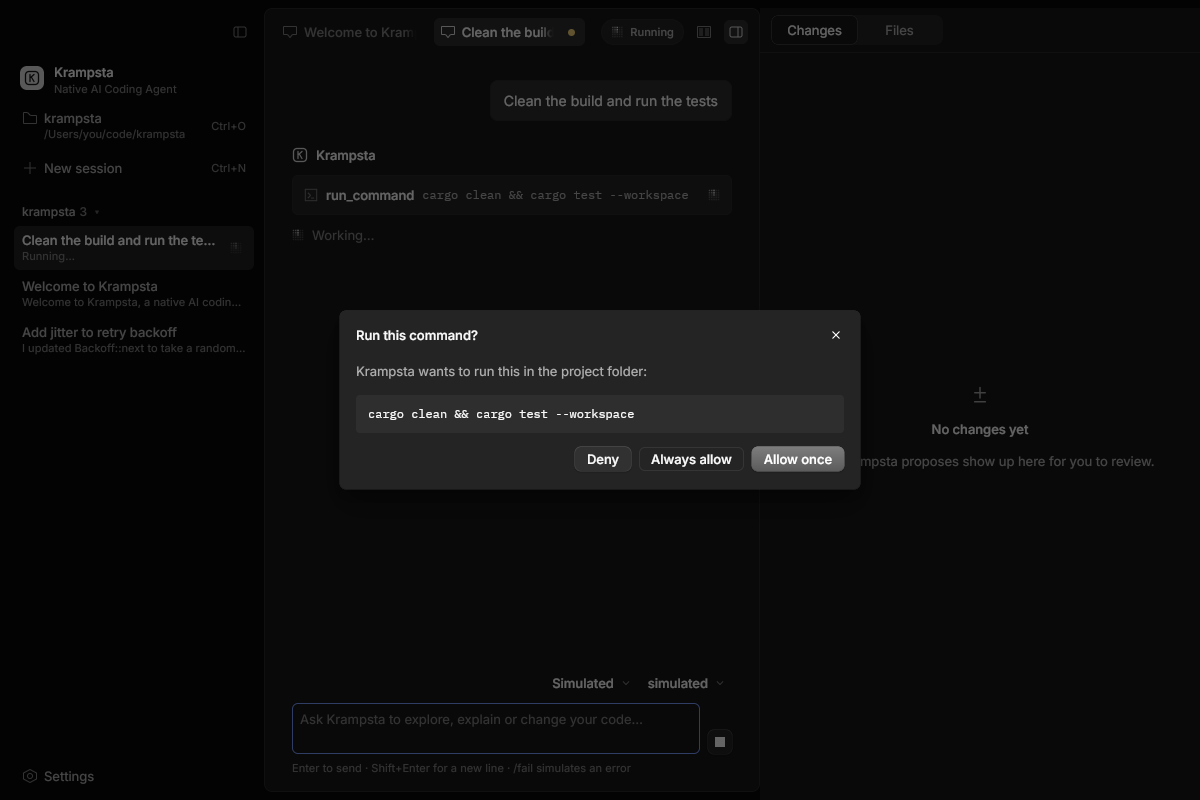 Krampsta
Native AI Coding Agent
krampsta
/Users/you/code/krampsta
Ctrl+O
New session
Ctrl+N
krampsta 3
Clean the build and run the te...
Running...
Welcome to Krampsta
Welcome to Krampsta, a native AI codin...
Add jitter to retry backoff
I updated Backoff::next to take a random...
Settings
Welcome to Kram
Clean the buil
Running
Clean the build and run the tests
Krampsta
run_command cargo clean && cargo test --workspace
Working...
Run this command?
Krampsta wants to run this in the project folder:
cargo clean && cargo test --workspace
Deny
Always allow
Allow once
Simulated
simulated
Ask Krampsta to explore, explain or change your code...
Enter to send · Shift+Enter for a new line · /fail simulates an error
Changes
Files
No changes yet
mpsta proposes show up here for you to review.